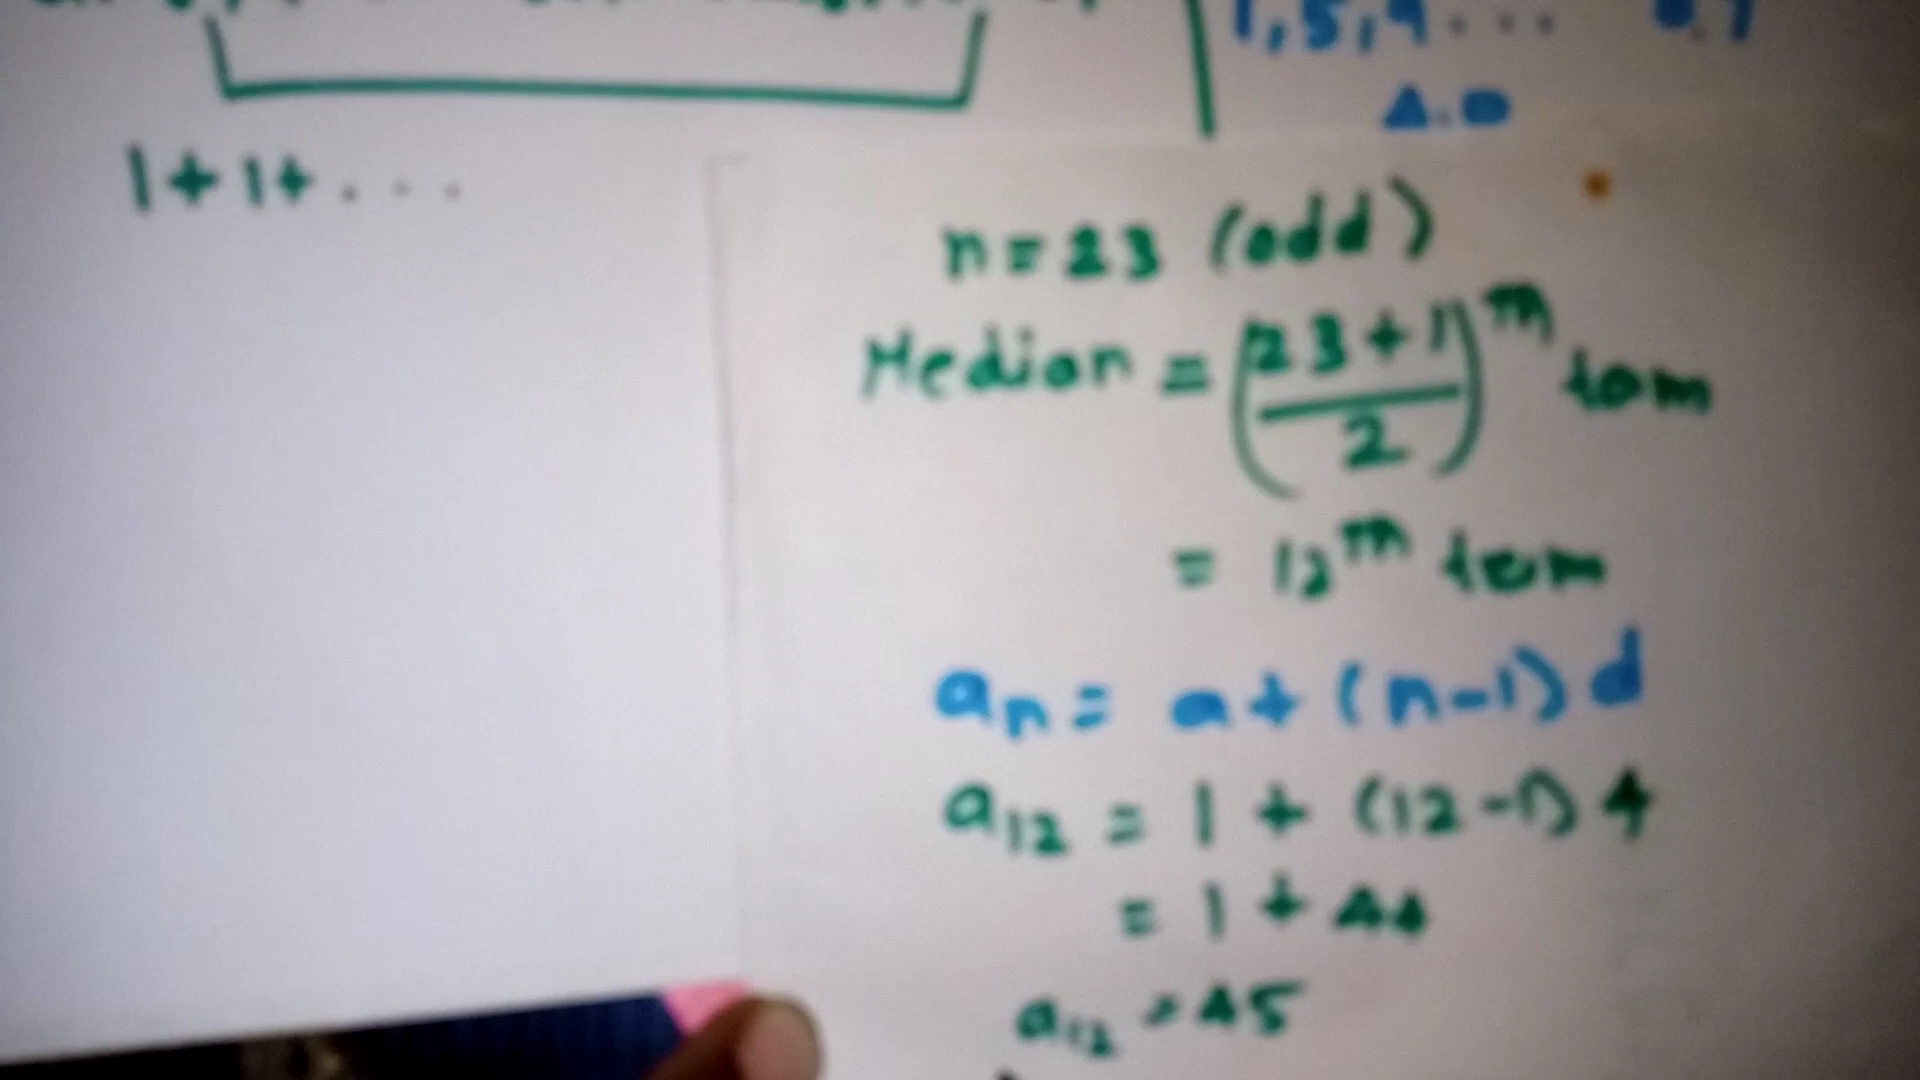 1, 5, 9 ...
1 + 1 + ...
n = 23 (odd)
Median = (23 + 1 / 2)th term
= 12th term
an = a + (n - 1) d
a12 = 1 + (12 - 1) 4
= 1 + 44
a12 = 45